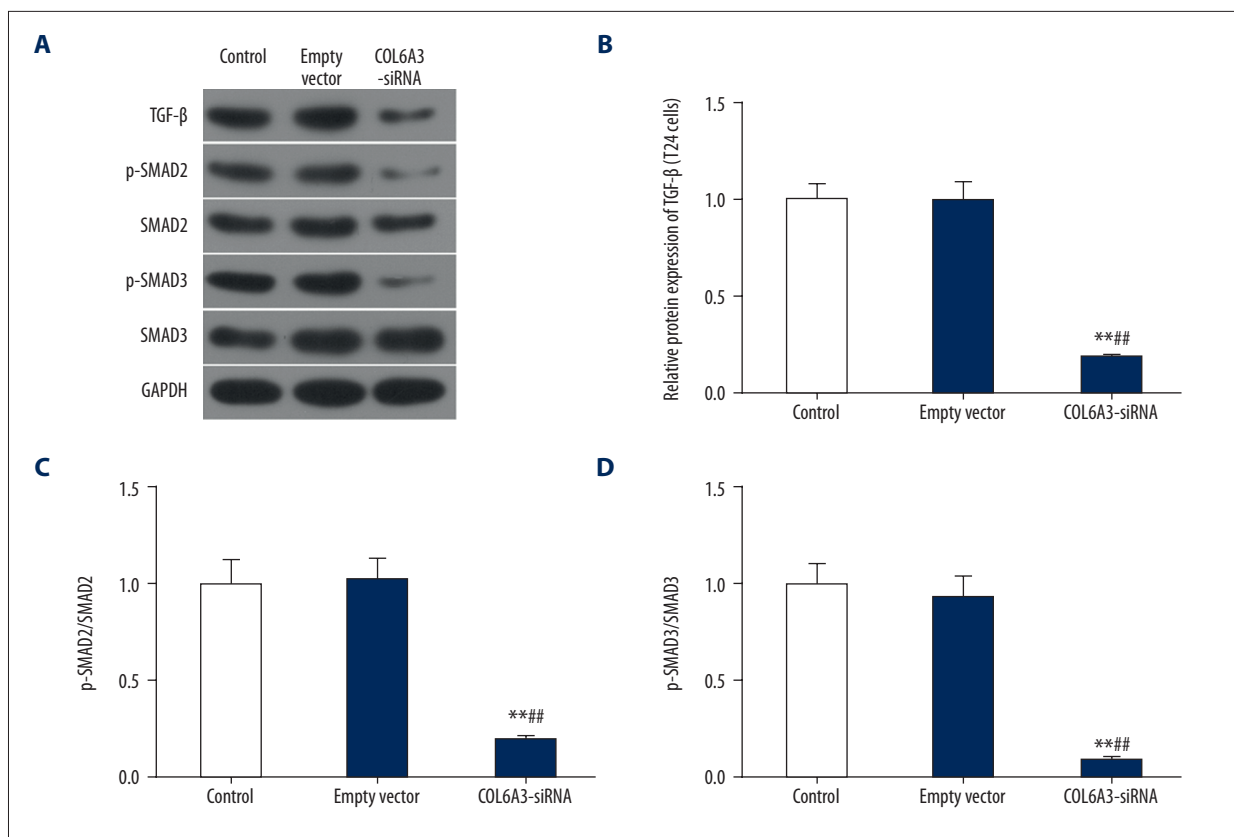 A
Control
Empty
vector
COL6A3
-siRNA
TGF-β
p-SMAD2
SMAD2
p-SMAD3
SMAD3
GAPDH
B
Relative protein expression of TGF-β (T24 cells)
1.5
1.0
0.5
0.0
**##
Control
Empty vector
COL6A3-siRNA
C
p-SMAD2/SMAD2
1.5
1.0
0.5
0.0
**##
Control
Empty vector
COL6A3-siRNA
D
p-SMAD3/SMAD3
1.5
1.0
0.5
0.0
**##
Control
Empty vector
COL6A3-siRNA